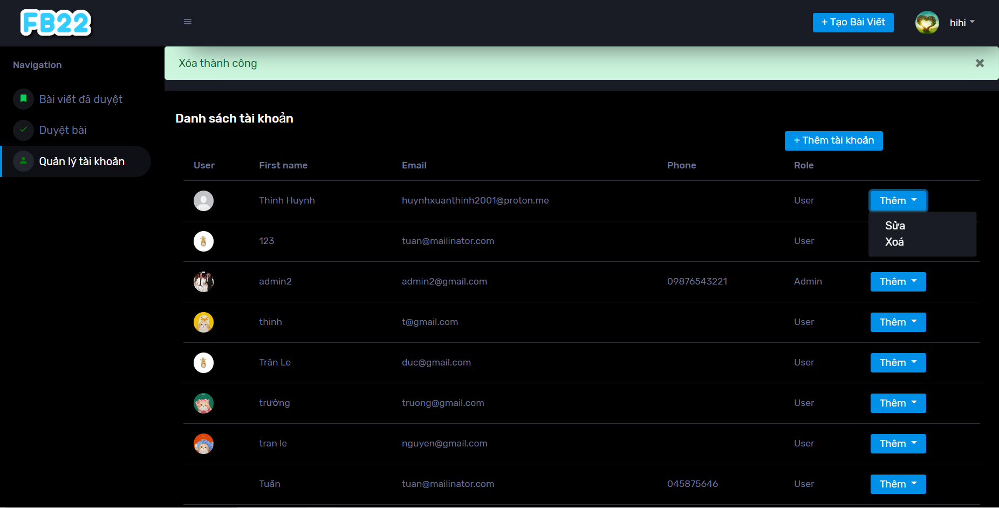 FB22
+ Tạo Bài Viết
hihi
Xóa thành công
Navigation
Bài viết đã duyệt
Duyệt bài
Quản lý tài khoản
Danh sách tài khoản
+ Thêm tài khoản
User First name Email Phone Role
Thinh Huynh huynhxuanthinh2001@proton.me User Thêm
Sửa
Xoá
123 tuan@mailinator.com User
admin2 admin2@gmail.com 09876543221 Admin Thêm
thinh t@gmail.com User Thêm
Trân Le duc@gmail.com User Thêm
trường truong@gmail.com User Thêm
tran le nguyen@gmail.com User Thêm
Tuấn tuan@mailinator.com 045875646 User Thêm